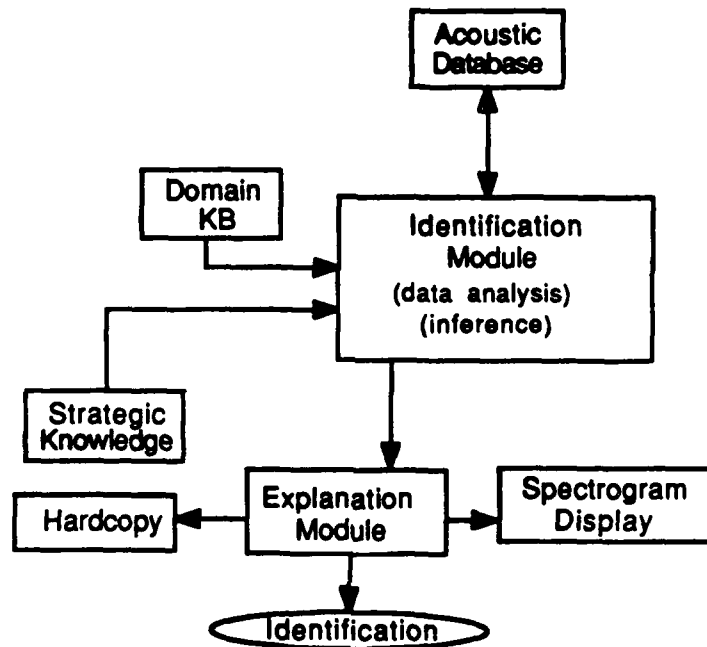 Acoustic
Database
Domain
KB
Identification
Module
(data analysis)
(inference)
Strategic
Knowledge
Hardcopy
Explanation
Module
Spectrogram
Display
Identification